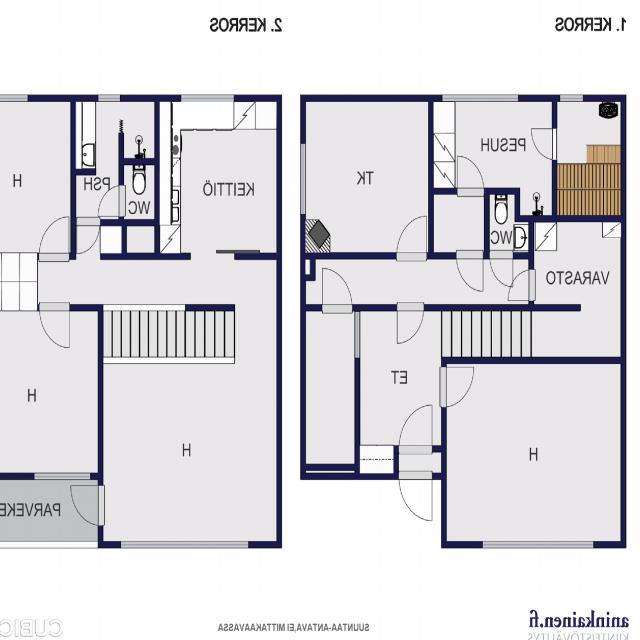 1. KERROS
2. KERROS
PESUH
TK
WC
VARASTO
ET
H
KEITTIÖ
PSH
WC
H
H
H
PARVEKE
SUUNTAA-ANTAVA, EI MITTAKAAVASSA
aninkainen.fi
KIINTEISTÖVÄLITYS
CUBIC